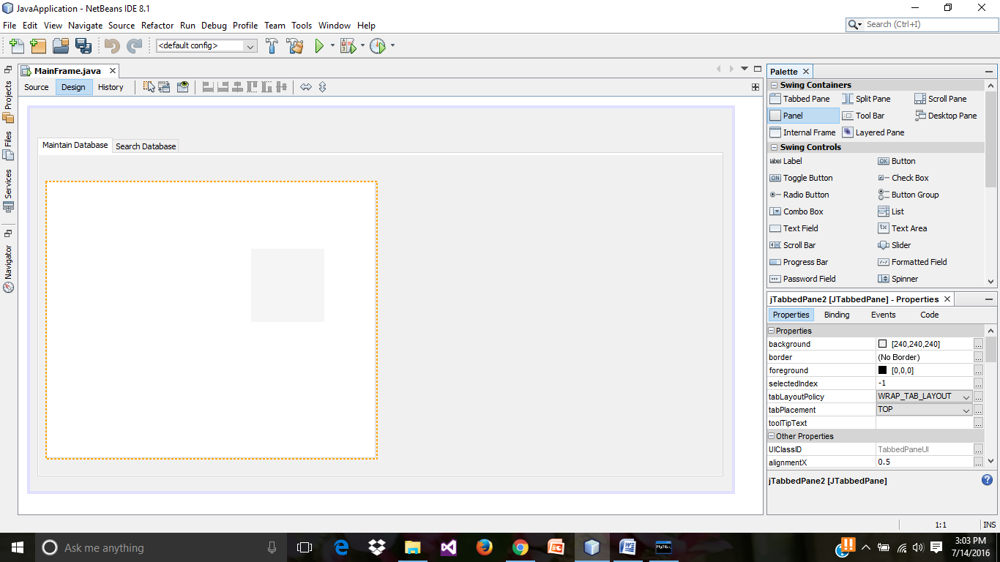 JavaApplication - NetBeans IDE 8.1
File Edit View Navigate Source Refactor Run Debug Profile Team Tools Window Help
Search (Ctrl+I)
<default config>
MainFrame.java
Source Design History
Projects
Files
Services
Navigator
Maintain Database Search Database
Palette
Swing Containers
Tabbed Pane Split Pane Scroll Pane
Panel Tool Bar Desktop Pane
Internal Frame Layered Pane
Swing Controls
label Label OK Button
ON Toggle Button Check Box
Radio Button Button Group
Combo Box List
Text Field Text Area
Scroll Bar Slider
Progress Bar Formatted Field
Password Field Spinner
jTabbedPane2 [JTabbedPane] - Properties
Properties Binding Events Code
Properties
background [240,240,240] ...
border (No Border) ...
foreground [0,0,0] ...
selectedIndex -1 ...
tabLayoutPolicy WRAP_TAB_LAYOUT ...
tabPlacement TOP ...
toolTipText ...
Other Properties
UIClassID TabbedPaneUI ...
alignmentX 0.5 ...
jTabbedPane2 [JTabbedPane]
1:1 INS
Ask me anything
MySQL
3:03 PM
7/14/2016